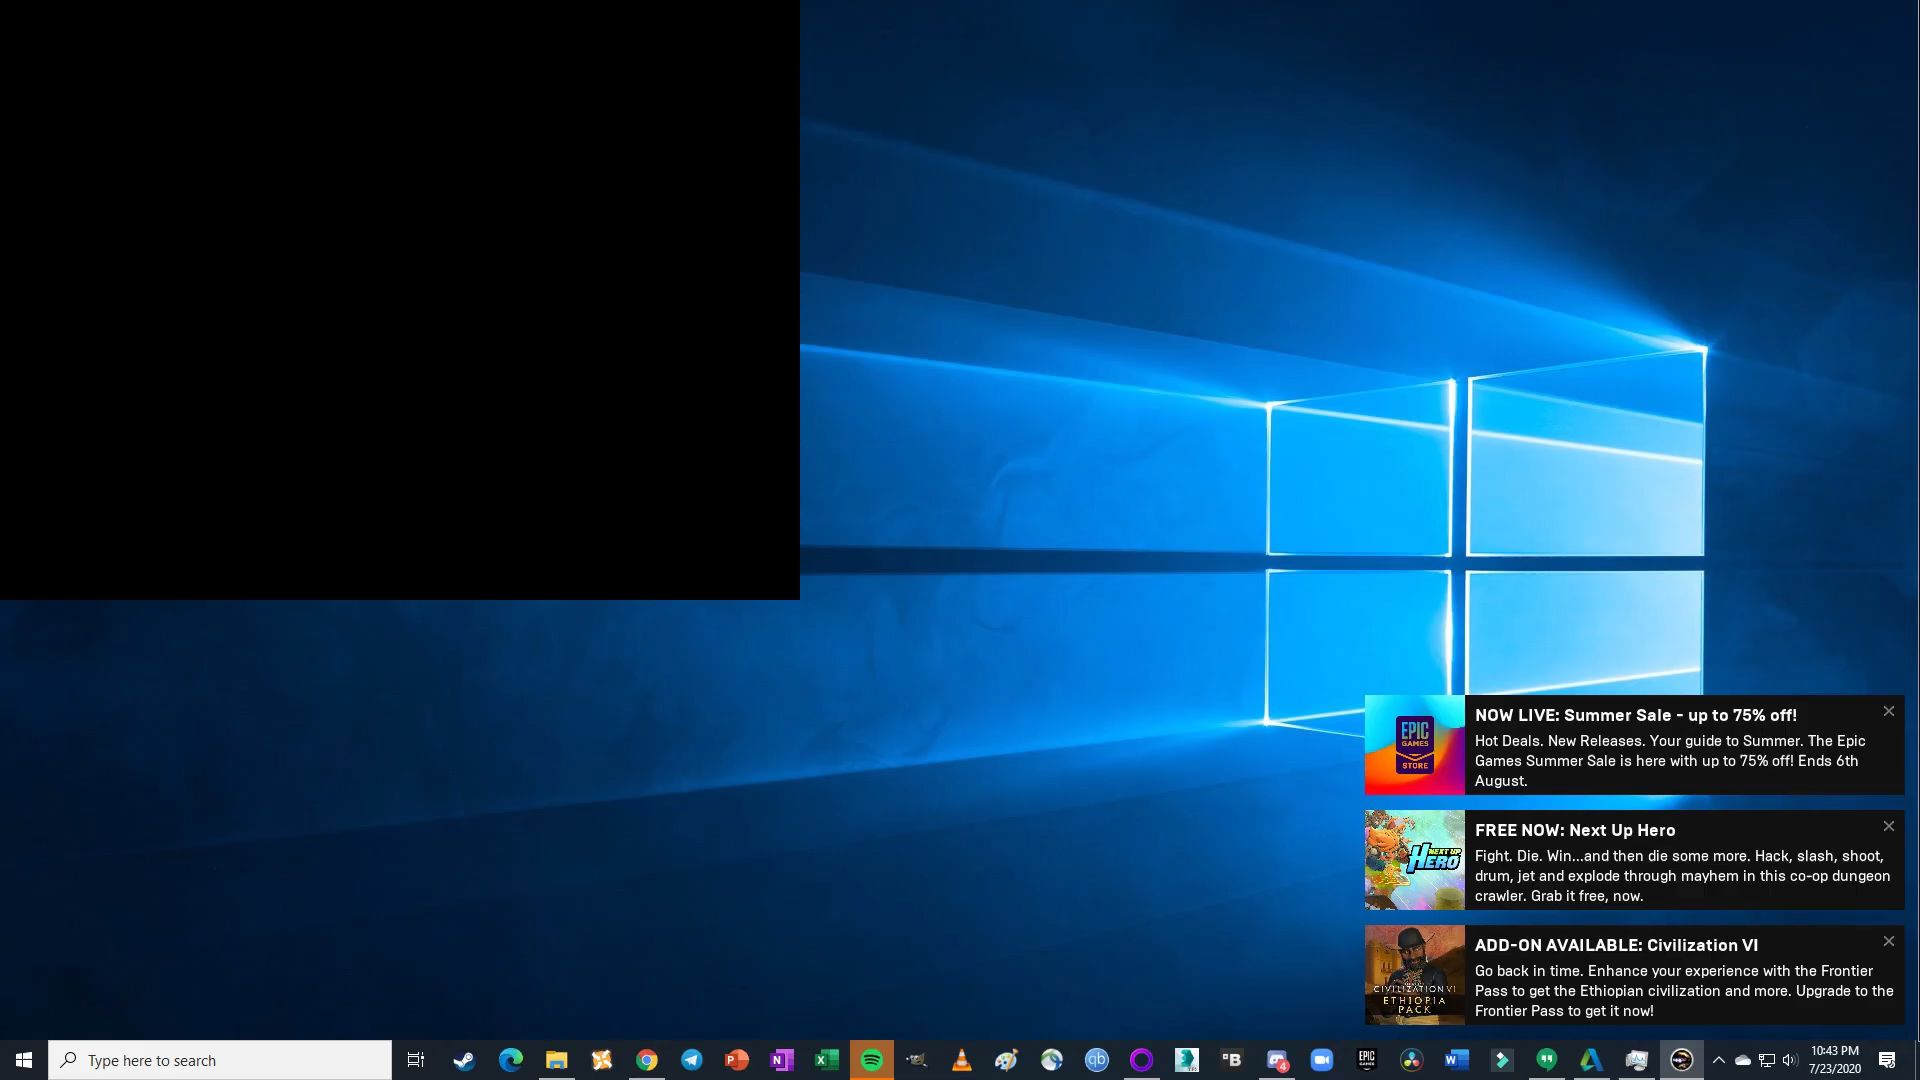 EPIC
GAMES
STORE
NOW LIVE: Summer Sale - up to 75% off!
Hot Deals. New Releases. Your guide to Summer. The Epic
Games Summer Sale is here with up to 75% off! Ends 6th
August.
NEXT UP
HERO
FREE NOW: Next Up Hero
Fight. Die. Win...and then die some more. Hack, slash, shoot,
drum, jet and explode through mayhem in this co-op dungeon
crawler. Grab it free, now.
CIVILIZATION VI
ETHIOPIA
PACK
ADD-ON AVAILABLE: Civilization VI
Go back in time. Enhance your experience with the Frontier
Pass to get the Ethiopian civilization and more. Upgrade to the
Frontier Pass to get it now!
Type here to search
P
N
X
qb
B
4
EPIC
GAMES
W
10:43 PM
7/23/2020